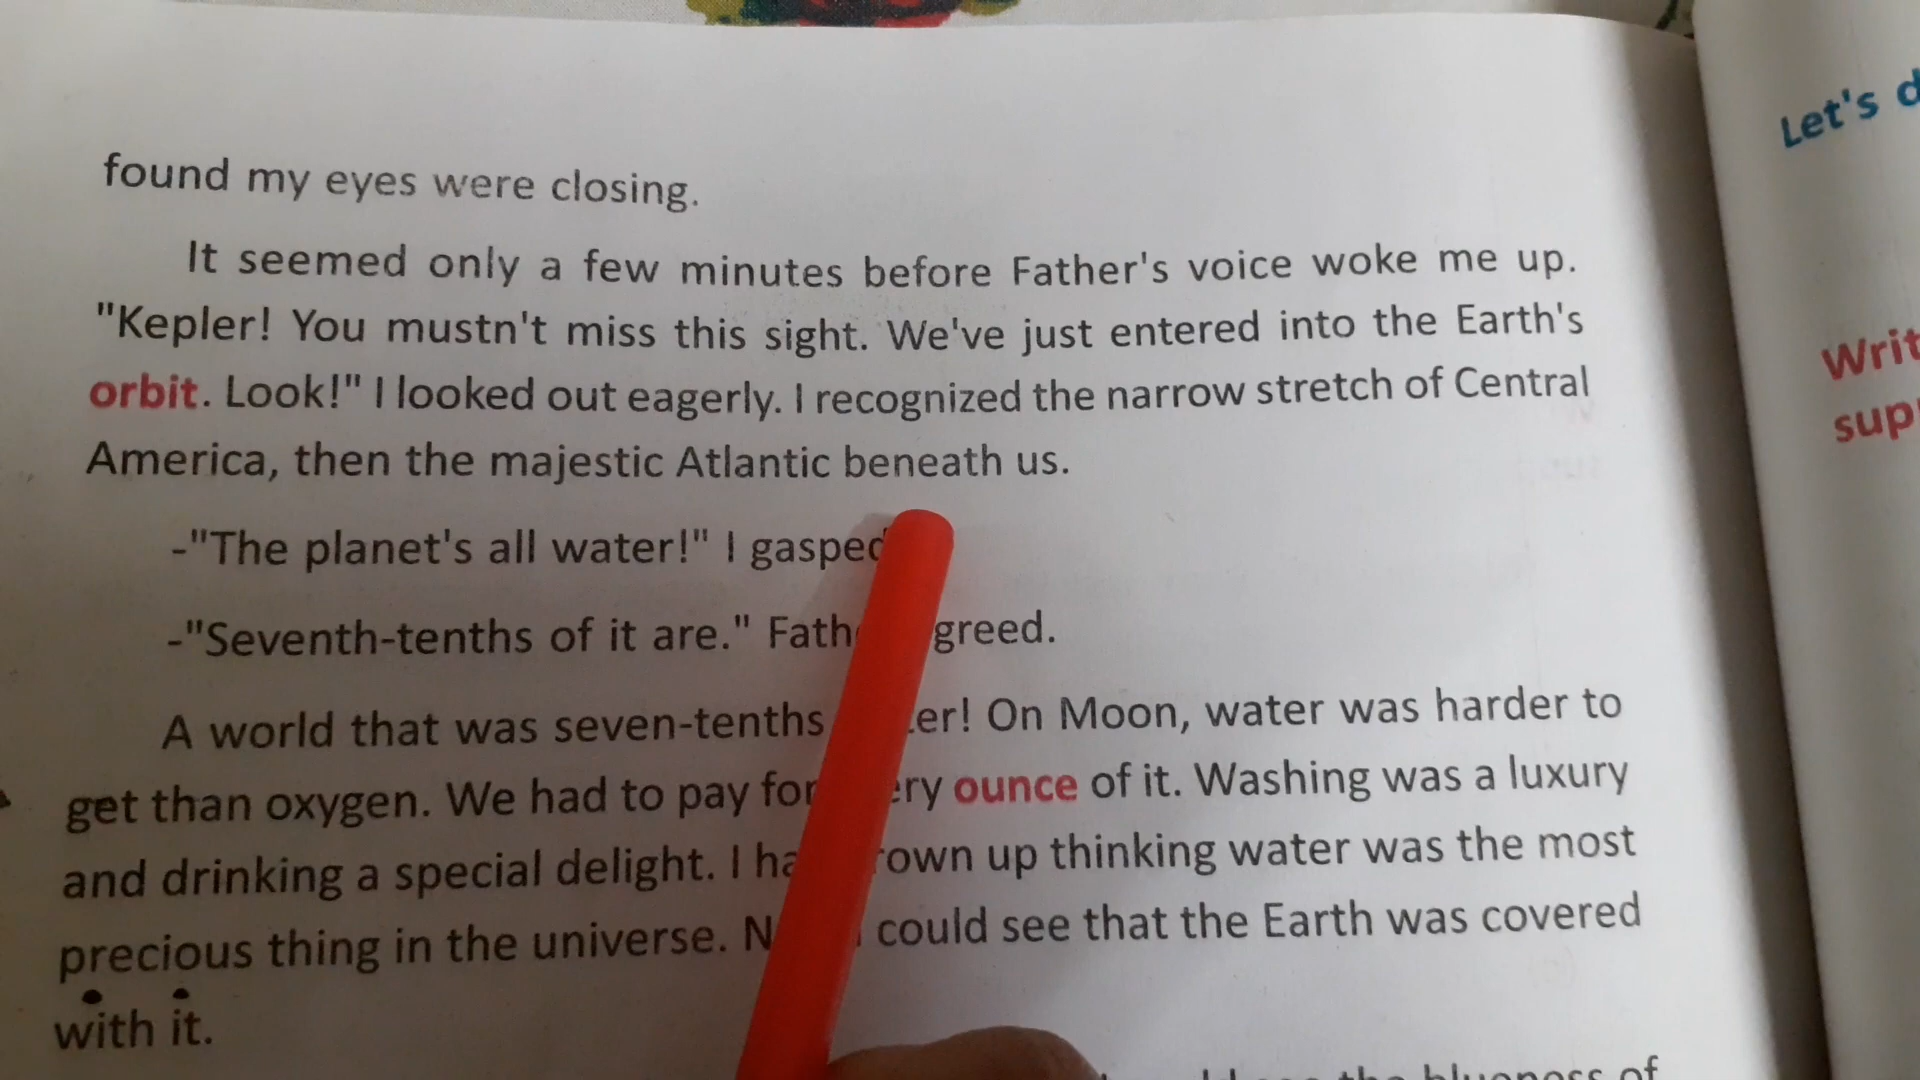 found my eyes were closing.
It seemed only a few minutes before Father's voice woke me up.
"Kepler! You mustn't miss this sight. We've just entered into the Earth's
orbit. Look!" I looked out eagerly. I recognized the narrow stretch of Central
America, then the majestic Atlantic beneath us.
-"The planet's all water!" I gasped
-"Seventh-tenths of it are." greed.
A world that was seven-tenths er! On Moon, water was harder to
get than oxygen. We had to pay for ery ounce of it. Washing was a luxury
and drinking a special delight. I own up thinking water was the most
precious thing in the universe. could see that the Earth was covered
with it.
the blueness of
Let's
Writ
sup